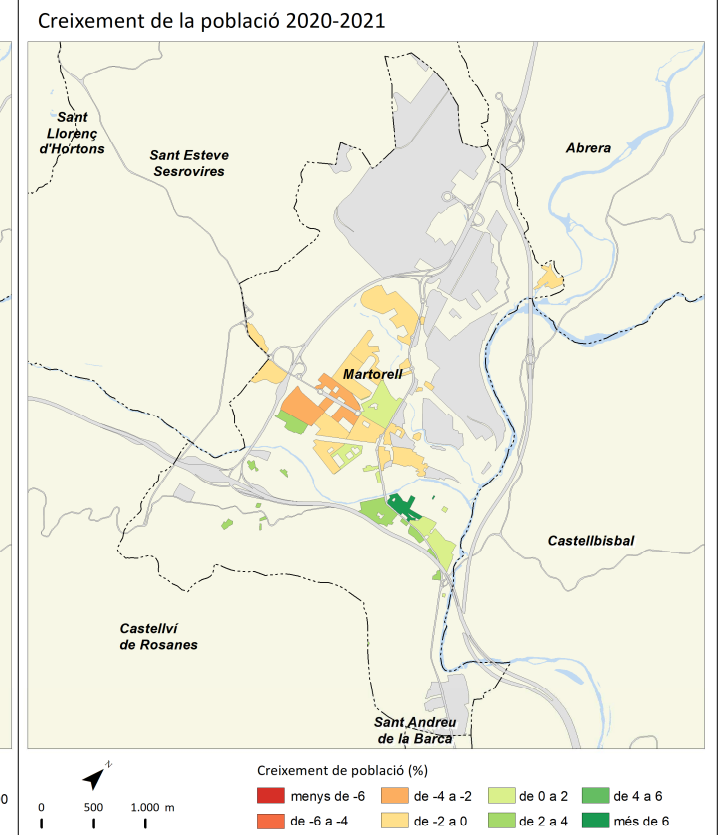 Creixement de la població 2020-2021
Sant
Llorenç
d'Hortons
Sant Esteve
Sesrovires
Abrera
Martorell
Castellbisbal
Castellví
de Rosanes
Sant Andreu
de la Barca
Creixement de població (%)
menys de -6
de -4 a -2
de 0 a 2
de 4 a 6
de -6 a -4
de -2 a 0
de 2 a 4
més de 6
N
0
0 500 1.000 m